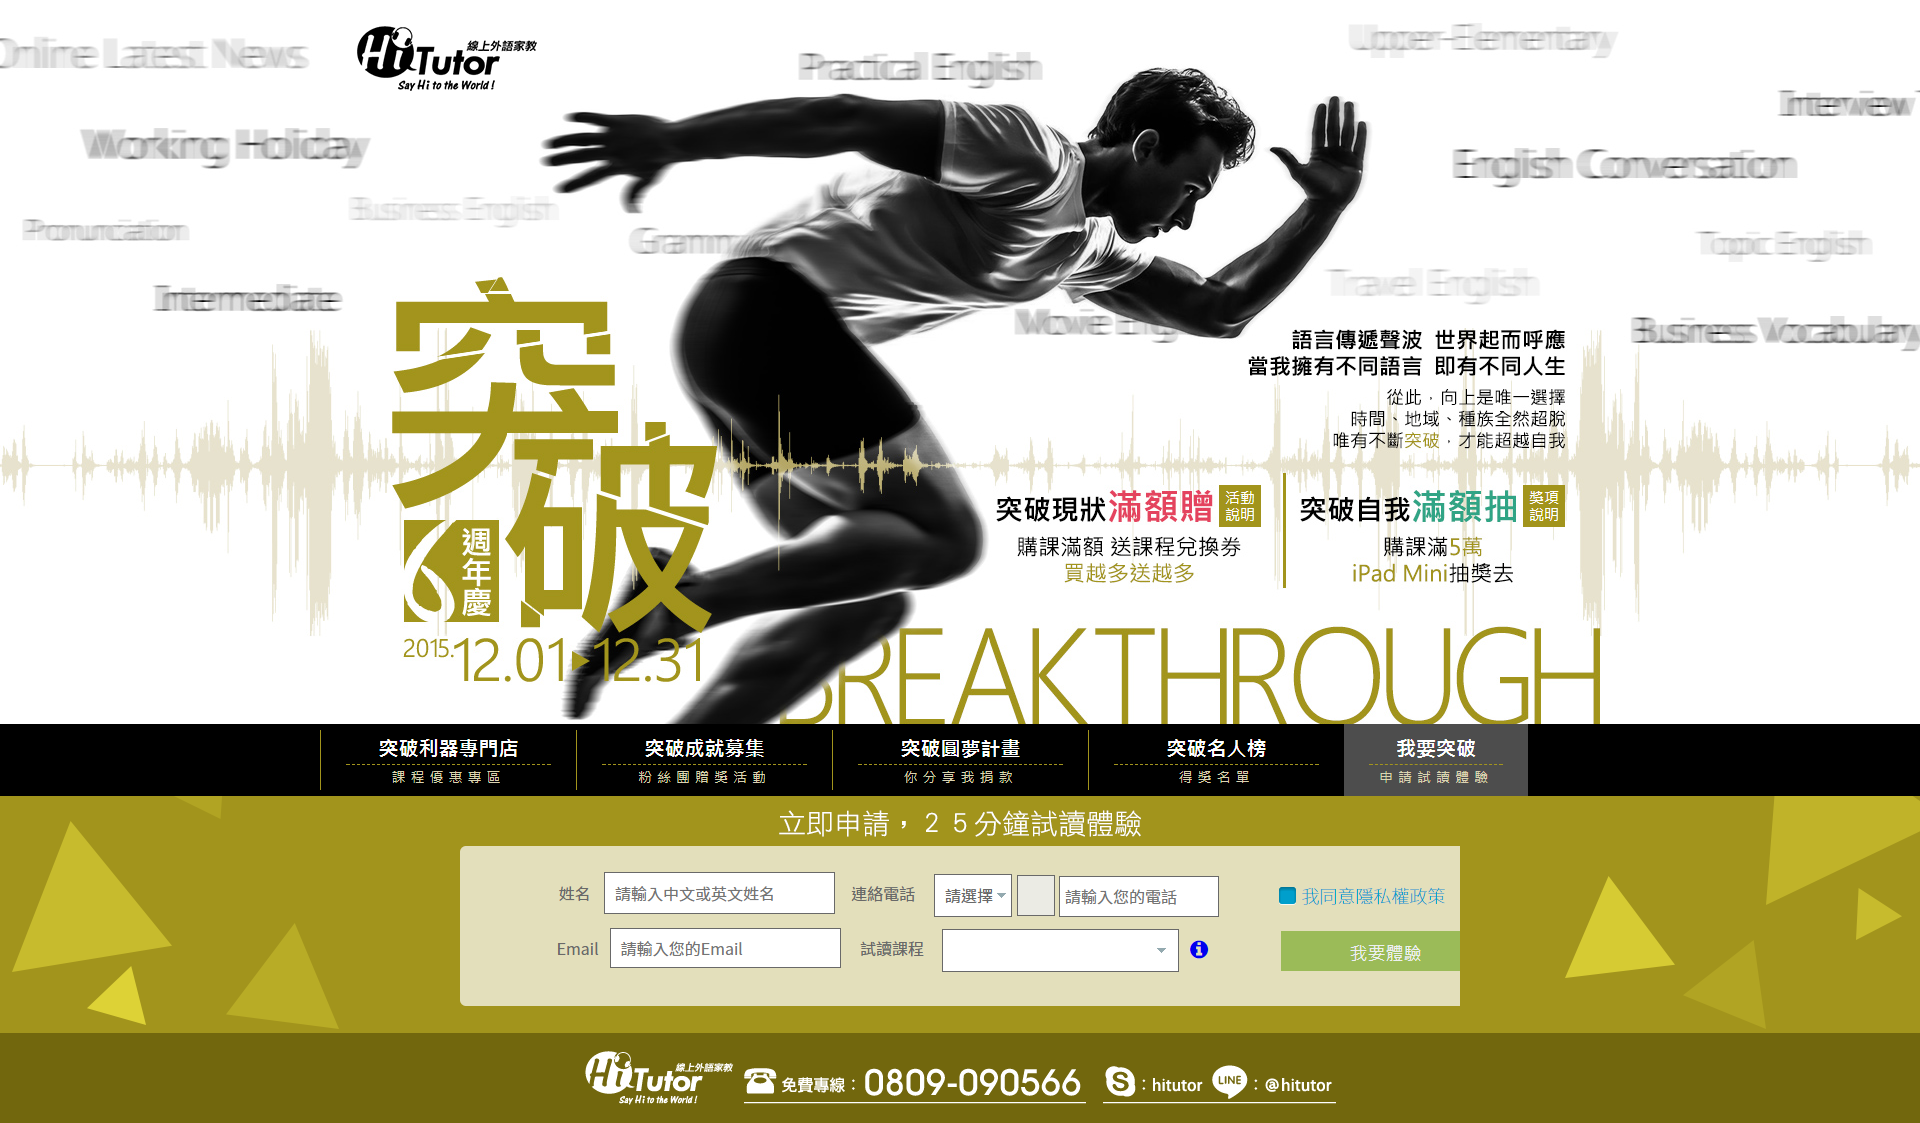 Online Latest News
Hi Tutor 線上外語家教
Say Hi to the World !
Practical English
Upper-Elementary
Interview
Working Holiday
English Conversation
Business English
Pronunciation
Gramm
Topic English
Intermediate
Travel English
Movie Eng
Business Vocabulary
突破
6週年慶
2015.12.01▶12.31
語言傳遞聲波 世界起而呼應
當我擁有不同語言 即有不同人生
從此，向上是唯一選擇
時間、地域、種族全然超脫
唯有不斷突破，才能超越自我
突破現狀滿額贈 活動說明
購課滿額 送課程兌換券
買越多送越多
突破自我滿額抽 獎項說明
購課滿5萬
iPad Mini抽獎去
BREAKTHROUGH
突破利器專門店
課程優惠專區
突破成就募集
粉絲團贈獎活動
突破圓夢計畫
你分享我捐款
突破名人榜
得獎名單
我要突破
申請試讀體驗
立即申請，２５分鐘試讀體驗
姓名 請輸入中文或英文姓名 連絡電話 請選擇 請輸入您的電話 我同意隱私權政策
Email 請輸入您的Email 試讀課程 我要體驗
Hi Tutor 線上外語家教
Say Hi to the World !
免費專線：0809-090566
：hitutor LINE ：@hitutor